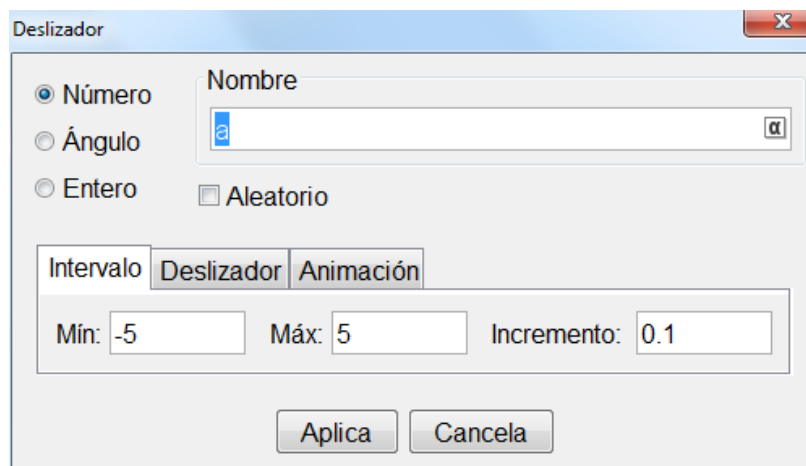 Deslizador
Número
Nombre
a
α
Ángulo
Entero
Aleatorio
Intervalo Deslizador Animación
Mín: -5 Máx: 5 Incremento: 0.1
Aplica Cancela